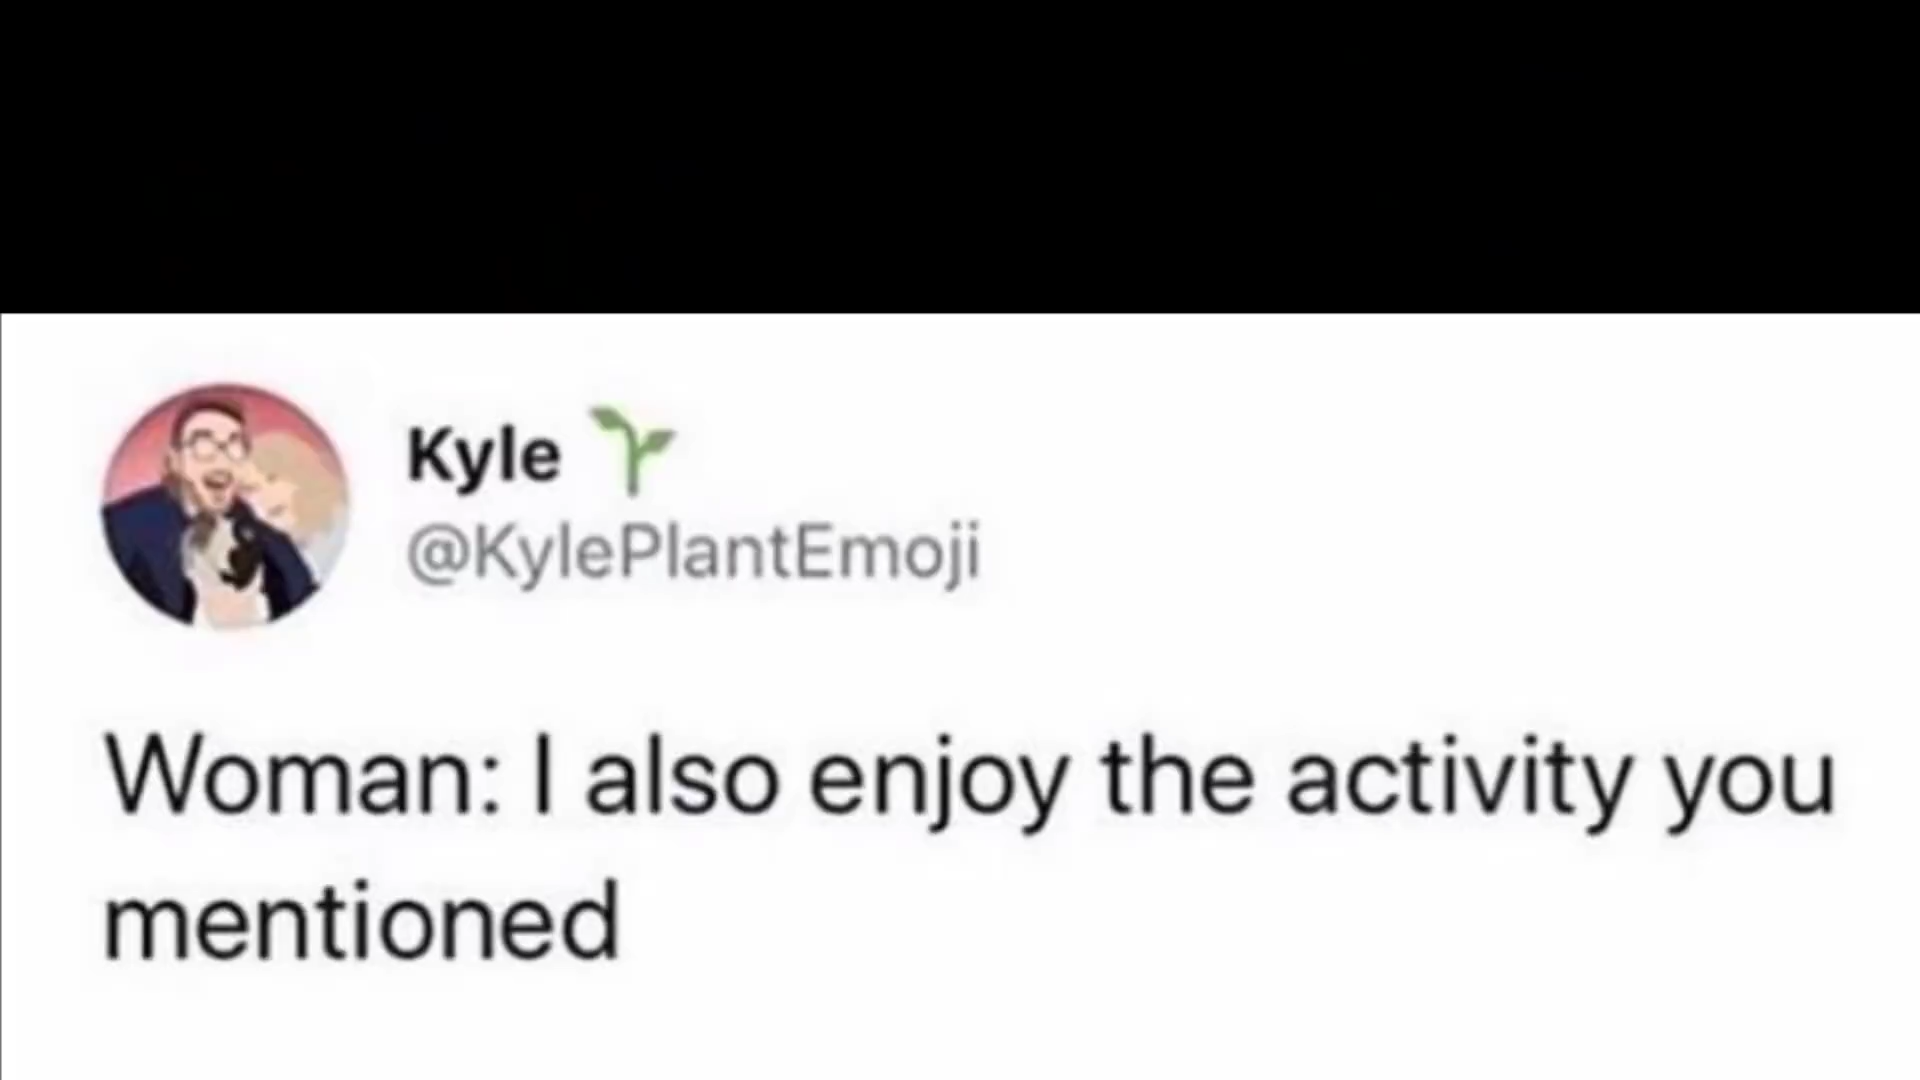 Kyle 🌱
@KylePlantEmoji
Woman: I also enjoy the activity you
mentioned